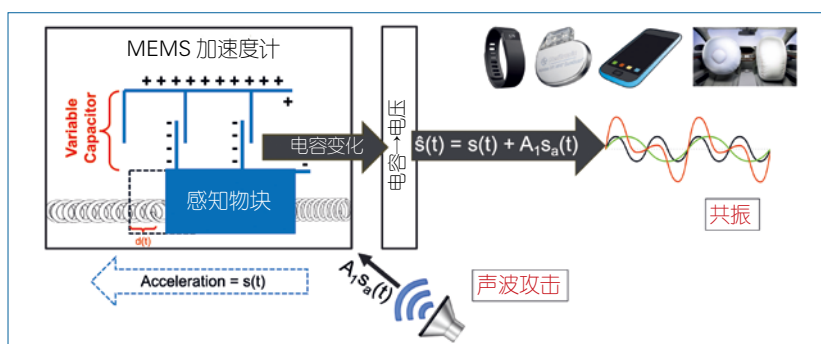 MEMS 加速度计
+ + + + + + + + + +
+
Variable
Capacitor
电容变化
电容→电压
ŝ(t) = s(t) + A₁sₐ(t)
感知物块
d(t)
共振
Acceleration = s(t)
A₁sₐ(t)
声波攻击